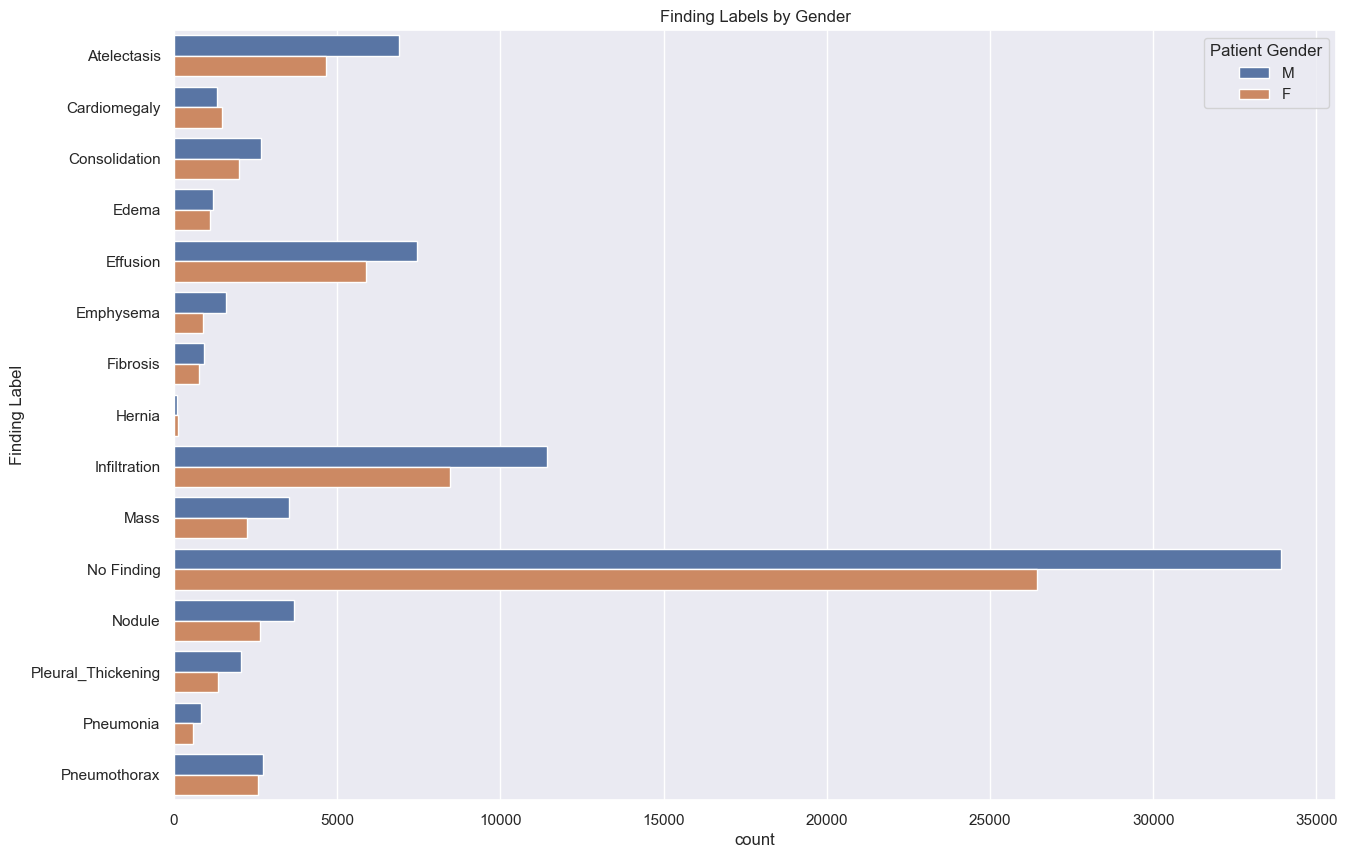 Finding Labels by Gender
Patient Gender
M
F
Finding Label
Atelectasis
Cardiomegaly
Consolidation
Edema
Effusion
Emphysema
Fibrosis
Hernia
Infiltration
Mass
No Finding
Nodule
Pleural_Thickening
Pneumonia
Pneumothorax
0 5000 10000 15000 20000 25000 30000 35000
count